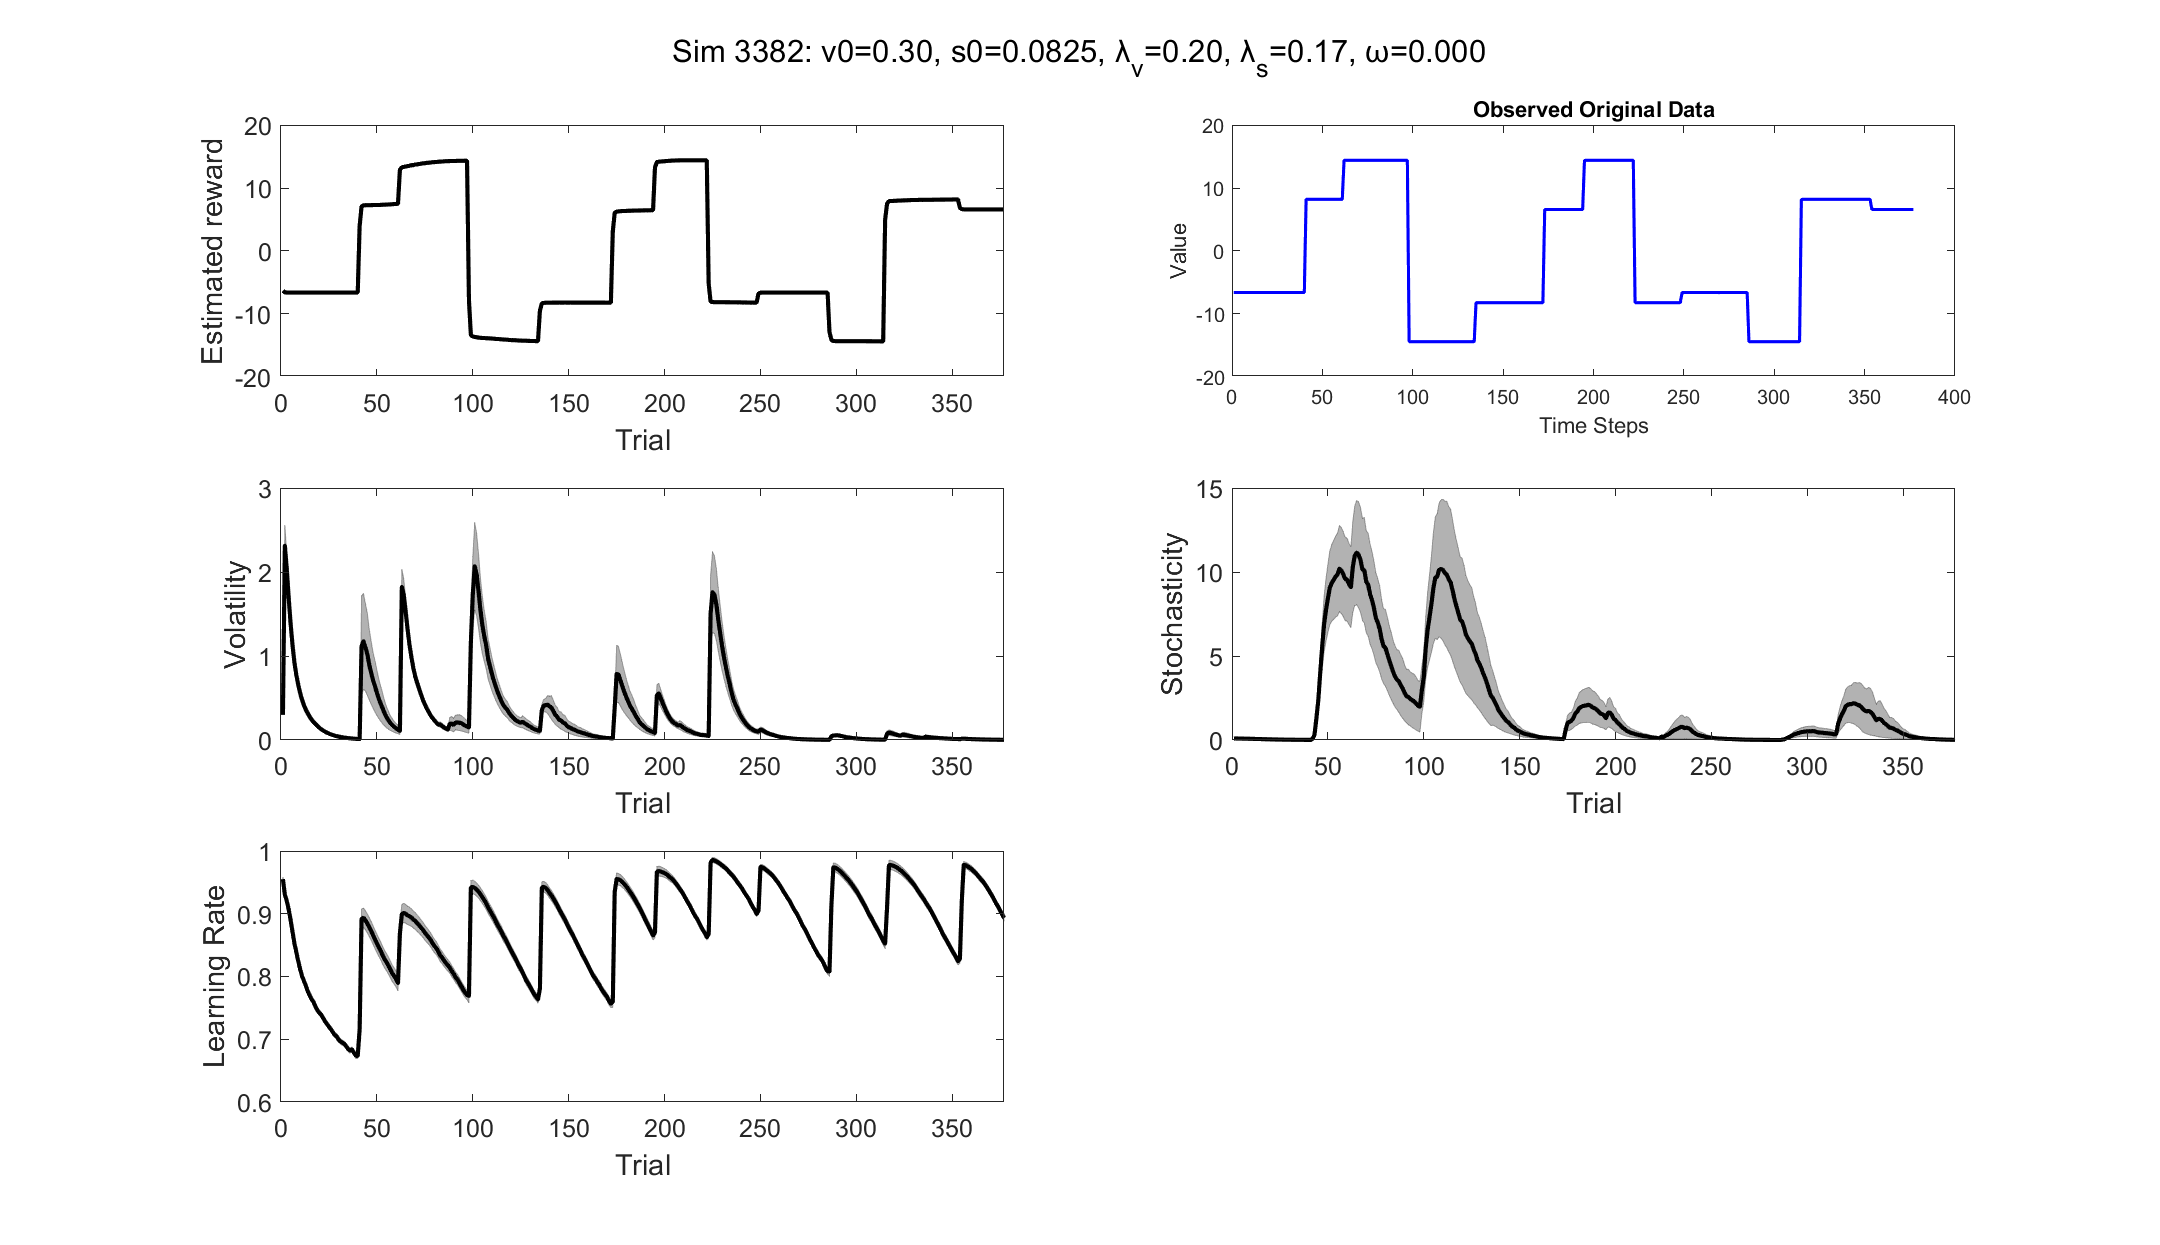 Sim 3382: v0=0.30, s0=0.0825, λv=0.20, λs=0.17, ω=0.000
20
10
0
-10
-20
Estimated reward
0 50 100 150 200 250 300 350
Trial
Observed Original Data
20
10
0
-10
-20
Value
0 50 100 150 200 250 300 350 400
Time Steps
3
2
1
0
Volatility
0 50 100 150 200 250 300 350
Trial
15
10
5
0
Stochasticity
0 50 100 150 200 250 300 350
Trial
1
0.9
0.8
0.7
0.6
Learning Rate
0 50 100 150 200 250 300 350
Trial